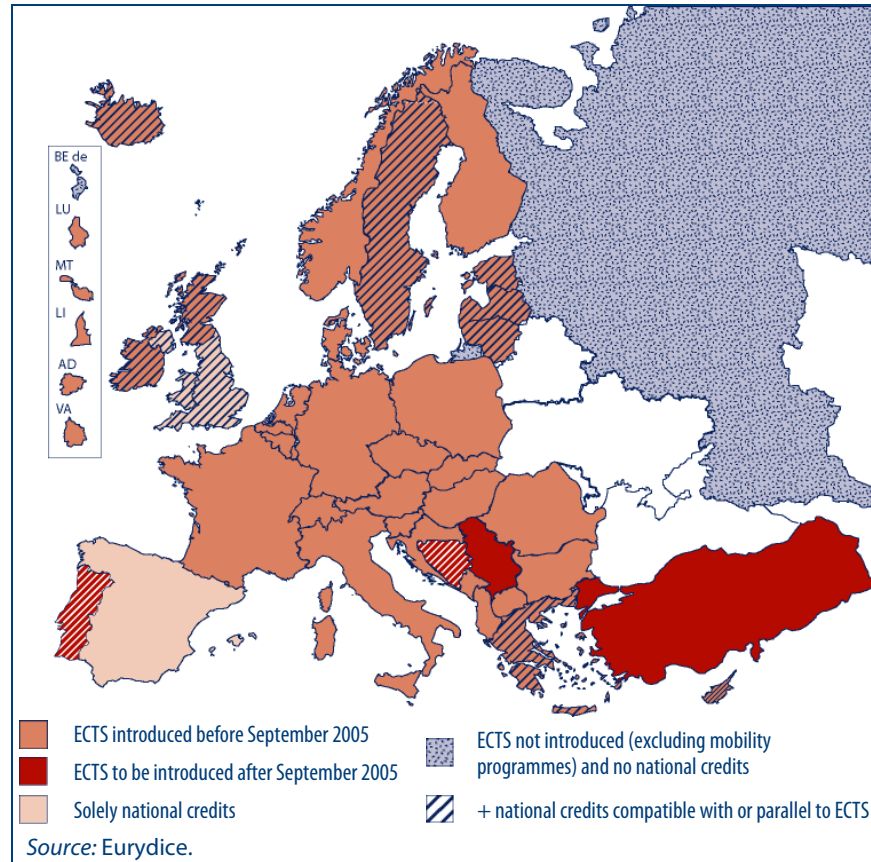 BE de
LU
MT
LI
AD
VA
ECTS introduced before September 2005
ECTS to be introduced after September 2005
Solely national credits
ECTS not introduced (excluding mobility
programmes) and no national credits
+ national credits compatible with or parallel to ECTS
Source: Eurydice.